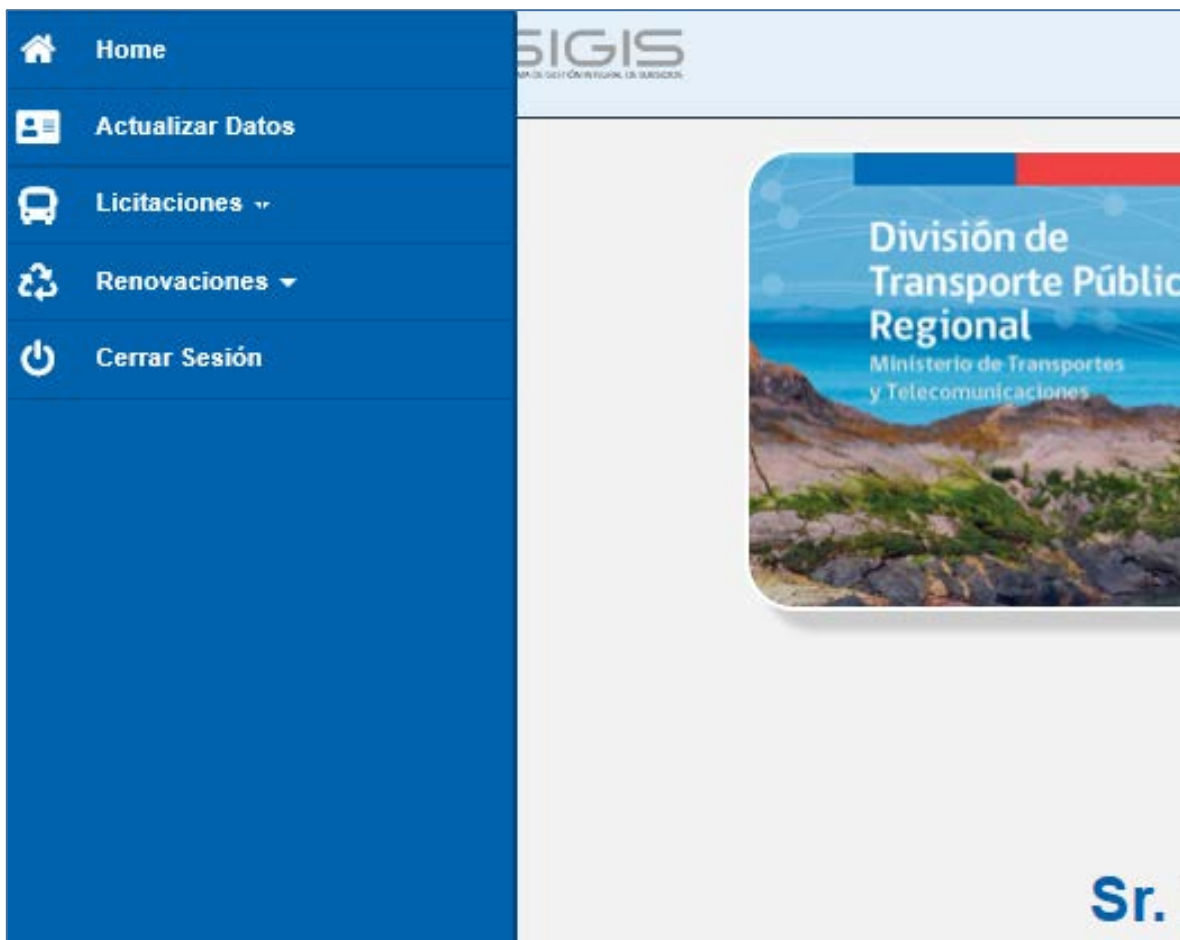 Home
Actualizar Datos
Licitaciones
Renovaciones
Cerrar Sesión
SIGIS
División de
Transporte Públic
Regional
Ministerio de Transportes
y Telecomunicaciones
Sr.